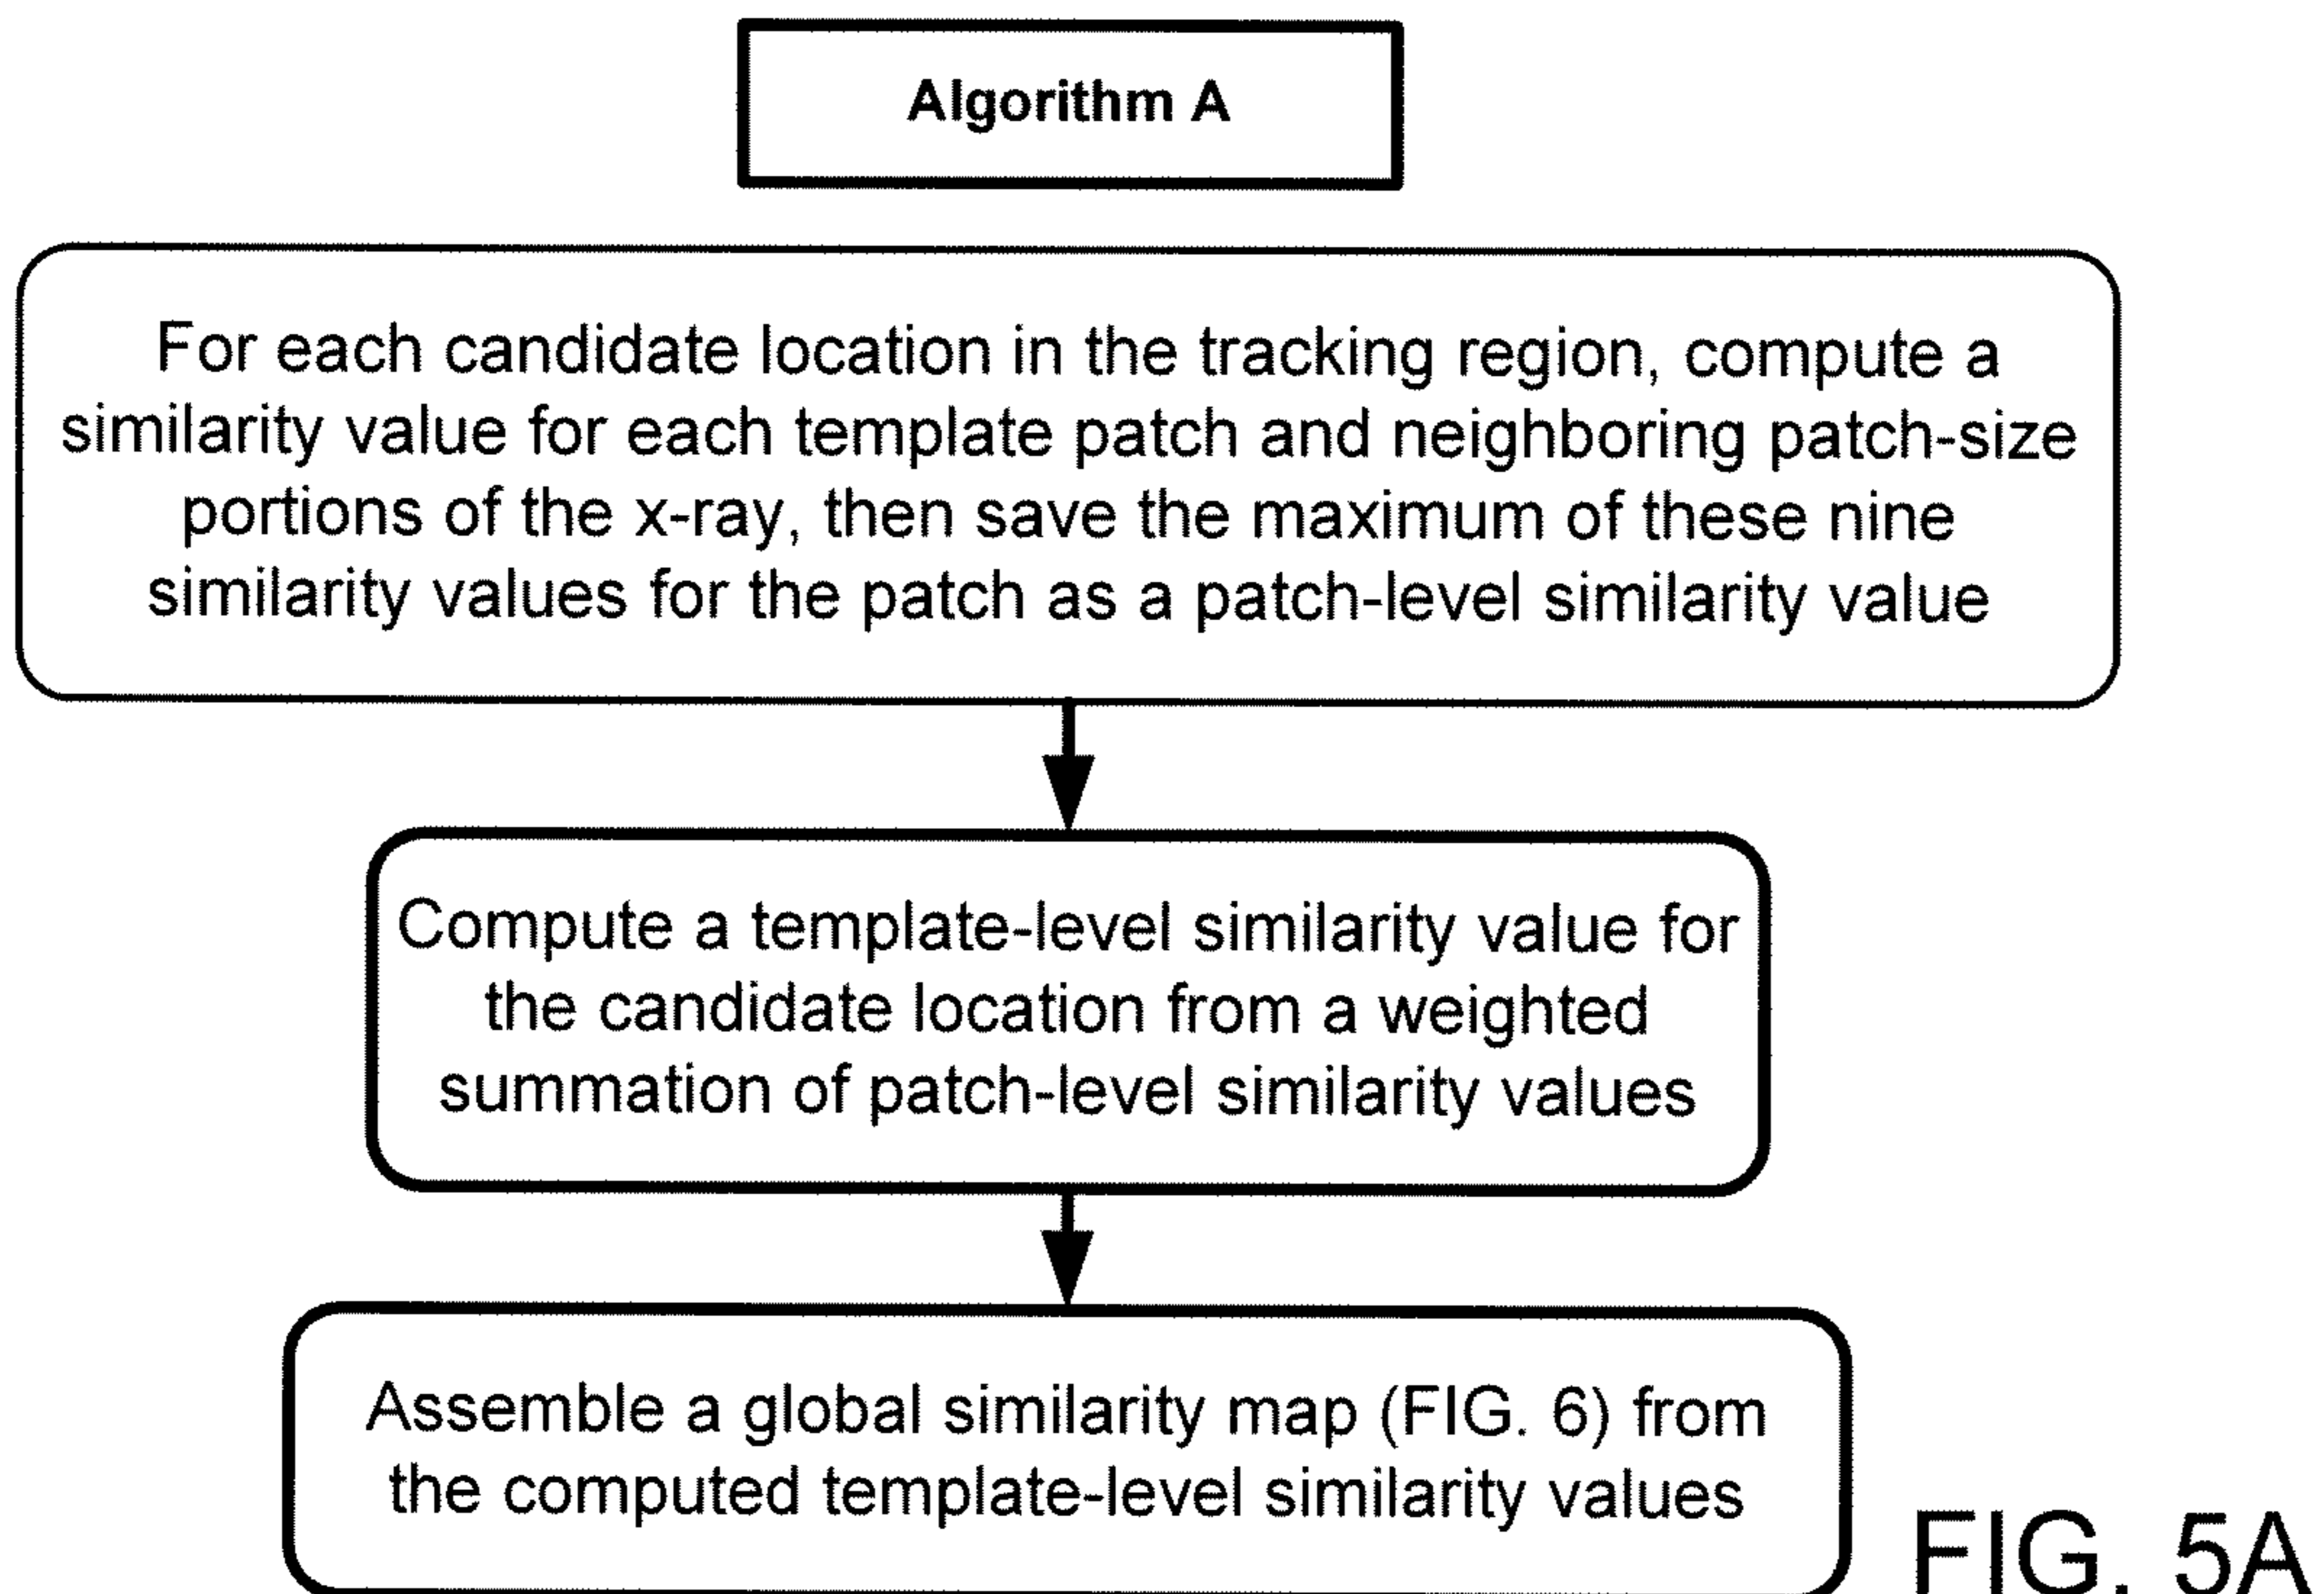 Algorithm A
For each candidate location in the tracking region, compute a
similarity value for each template patch and neighboring patch-size
portions of the x-ray, then save the maximum of these nine
similarity values for the patch as a patch-level similarity value
Compute a template-level similarity value for
the candidate location from a weighted
summation of patch-level similarity values
Assemble a global similarity map (FIG. 6) from
the computed template-level similarity values
FIG. 5A